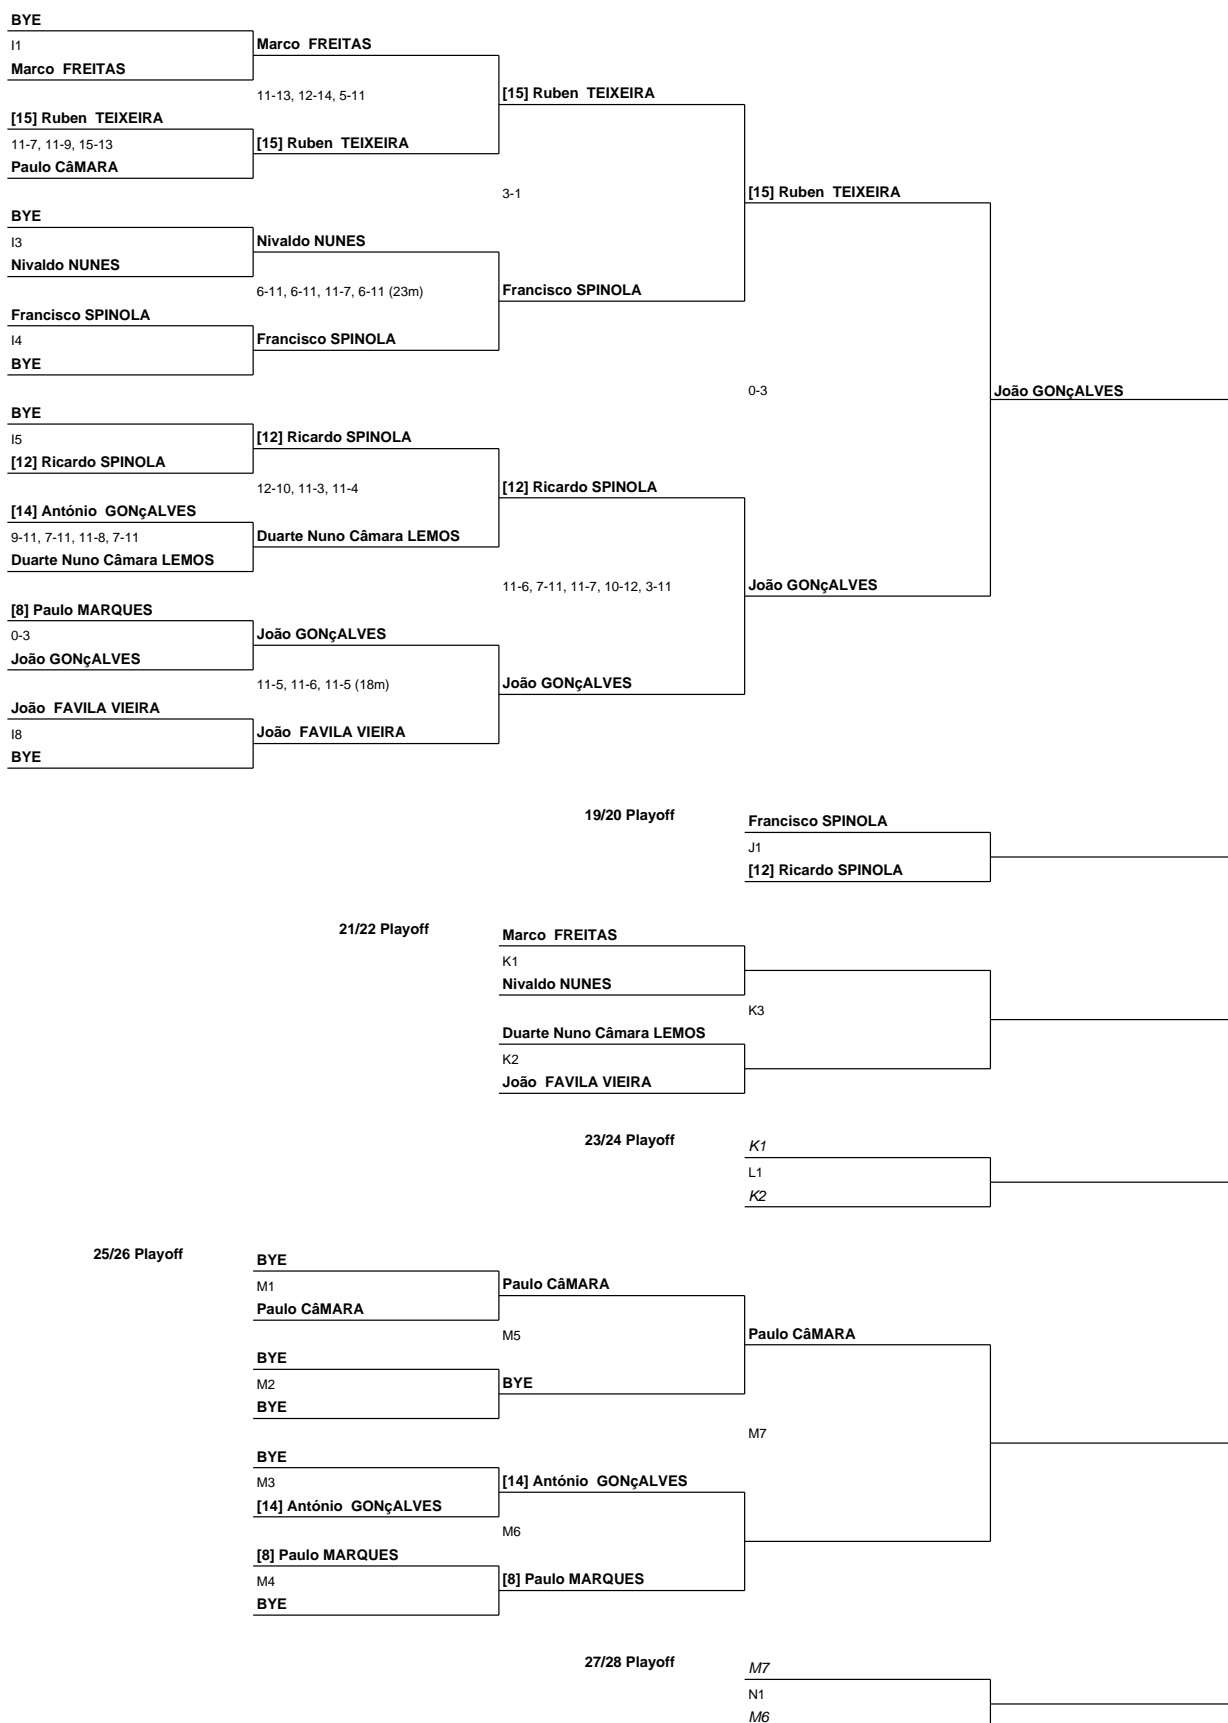 BYE
I1
Marco  FREITAS
Marco  FREITAS
11-13, 12-14, 5-11
[15] Ruben  TEIXEIRA
[15] Ruben  TEIXEIRA
11-7, 11-9, 15-13
[15] Ruben  TEIXEIRA
Paulo CâMARA
3-1
[15] Ruben  TEIXEIRA
BYE
I3
Nivaldo NUNES
Nivaldo NUNES
6-11, 6-11, 11-7, 6-11 (23m)
Francisco SPINOLA
Francisco SPINOLA
I4
Francisco SPINOLA
BYE
0-3
João GONçALVES
BYE
I5
[12] Ricardo SPINOLA
[12] Ricardo SPINOLA
12-10, 11-3, 11-4
[12] Ricardo SPINOLA
[14] António  GONçALVES
9-11, 7-11, 11-8, 7-11
Duarte Nuno Câmara LEMOS
Duarte Nuno Câmara LEMOS
11-6, 7-11, 11-7, 10-12, 3-11
João GONçALVES
[8] Paulo MARQUES
0-3
João GONçALVES
João GONçALVES
11-5, 11-6, 11-5 (18m)
João GONçALVES
João  FAVILA VIEIRA
I8
João  FAVILA VIEIRA
BYE
19/20 Playoff
Francisco SPINOLA
J1
[12] Ricardo SPINOLA
21/22 Playoff
Marco  FREITAS
K1
Nivaldo NUNES
K3
Duarte Nuno Câmara LEMOS
K2
João  FAVILA VIEIRA
23/24 Playoff
K1
L1
K2
25/26 Playoff
BYE
M1
Paulo CâMARA
Paulo CâMARA
M5
Paulo CâMARA
BYE
M2
BYE
BYE
M7
BYE
M3
[14] António  GONçALVES
[14] António  GONçALVES
M6
[8] Paulo MARQUES
M4
[8] Paulo MARQUES
BYE
27/28 Playoff
M7
N1
M6